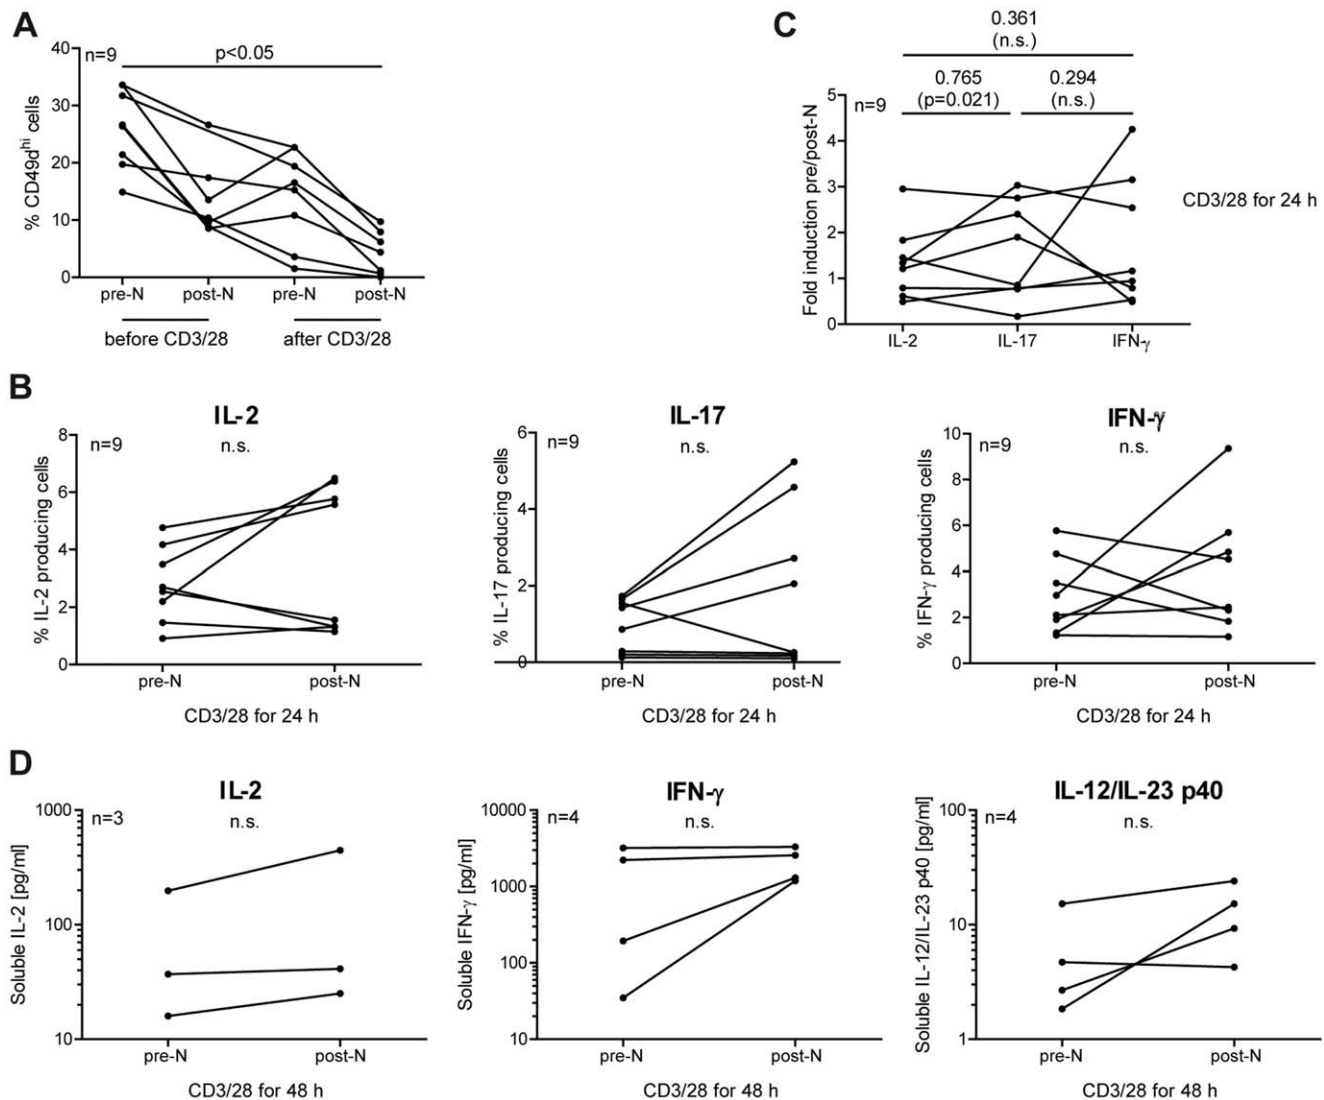 A
n=9
p<0.05
% CD49dhi cells
40
30
20
10
0
pre-N
post-N
pre-N
post-N
before CD3/28
after CD3/28
C
0.361
(n.s.)
0.765
(p=0.021)
0.294
(n.s.)
n=9
Fold induction pre/post-N
5
4
3
2
1
0
IL-2
IL-17
IFN-γ
CD3/28 for 24 h
B
IL-2
n=9
n.s.
% IL-2 producing cells
8
6
4
2
0
pre-N
post-N
CD3/28 for 24 h
IL-17
n=9
n.s.
% IL-17 producing cells
6
4
2
0
pre-N
post-N
CD3/28 for 24 h
IFN-γ
n=9
n.s.
% IFN-γ producing cells
10
8
6
4
2
0
pre-N
post-N
CD3/28 for 24 h
D
IL-2
n=3
n.s.
Soluble IL-2 [pg/ml]
1000
100
10
pre-N
post-N
CD3/28 for 48 h
IFN-γ
n=4
n.s.
Soluble IFN-γ [pg/ml]
10000
1000
100
10
pre-N
post-N
CD3/28 for 48 h
IL-12/IL-23 p40
n=4
n.s.
Soluble IL-12/IL-23 p40 [pg/ml]
100
10
1
pre-N
post-N
CD3/28 for 48 h